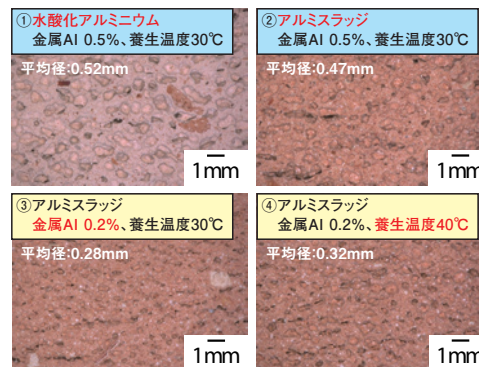 ①水酸化アルミニウム
金属Al 0.5%、養生温度30℃
平均径:0.52mm
1mm
②アルミスラッジ
金属Al 0.5%、養生温度30℃
平均径:0.47mm
1mm
③アルミスラッジ
金属Al 0.2%、養生温度30℃
平均径:0.28mm
1mm
④アルミスラッジ
金属Al 0.2%、養生温度40℃
平均径:0.32mm
1mm